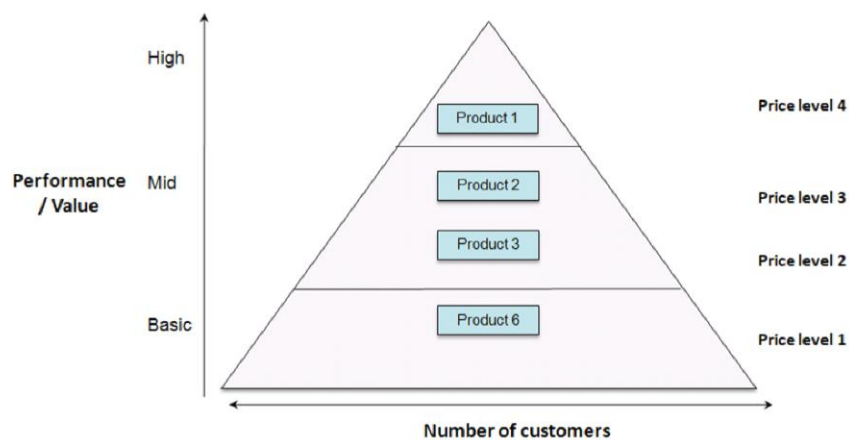 High
Product 1
Price level 4
Performance
/ Value
Mid
Product 2
Price level 3
Product 3
Price level 2
Basic
Product 6
Price level 1
Number of customers